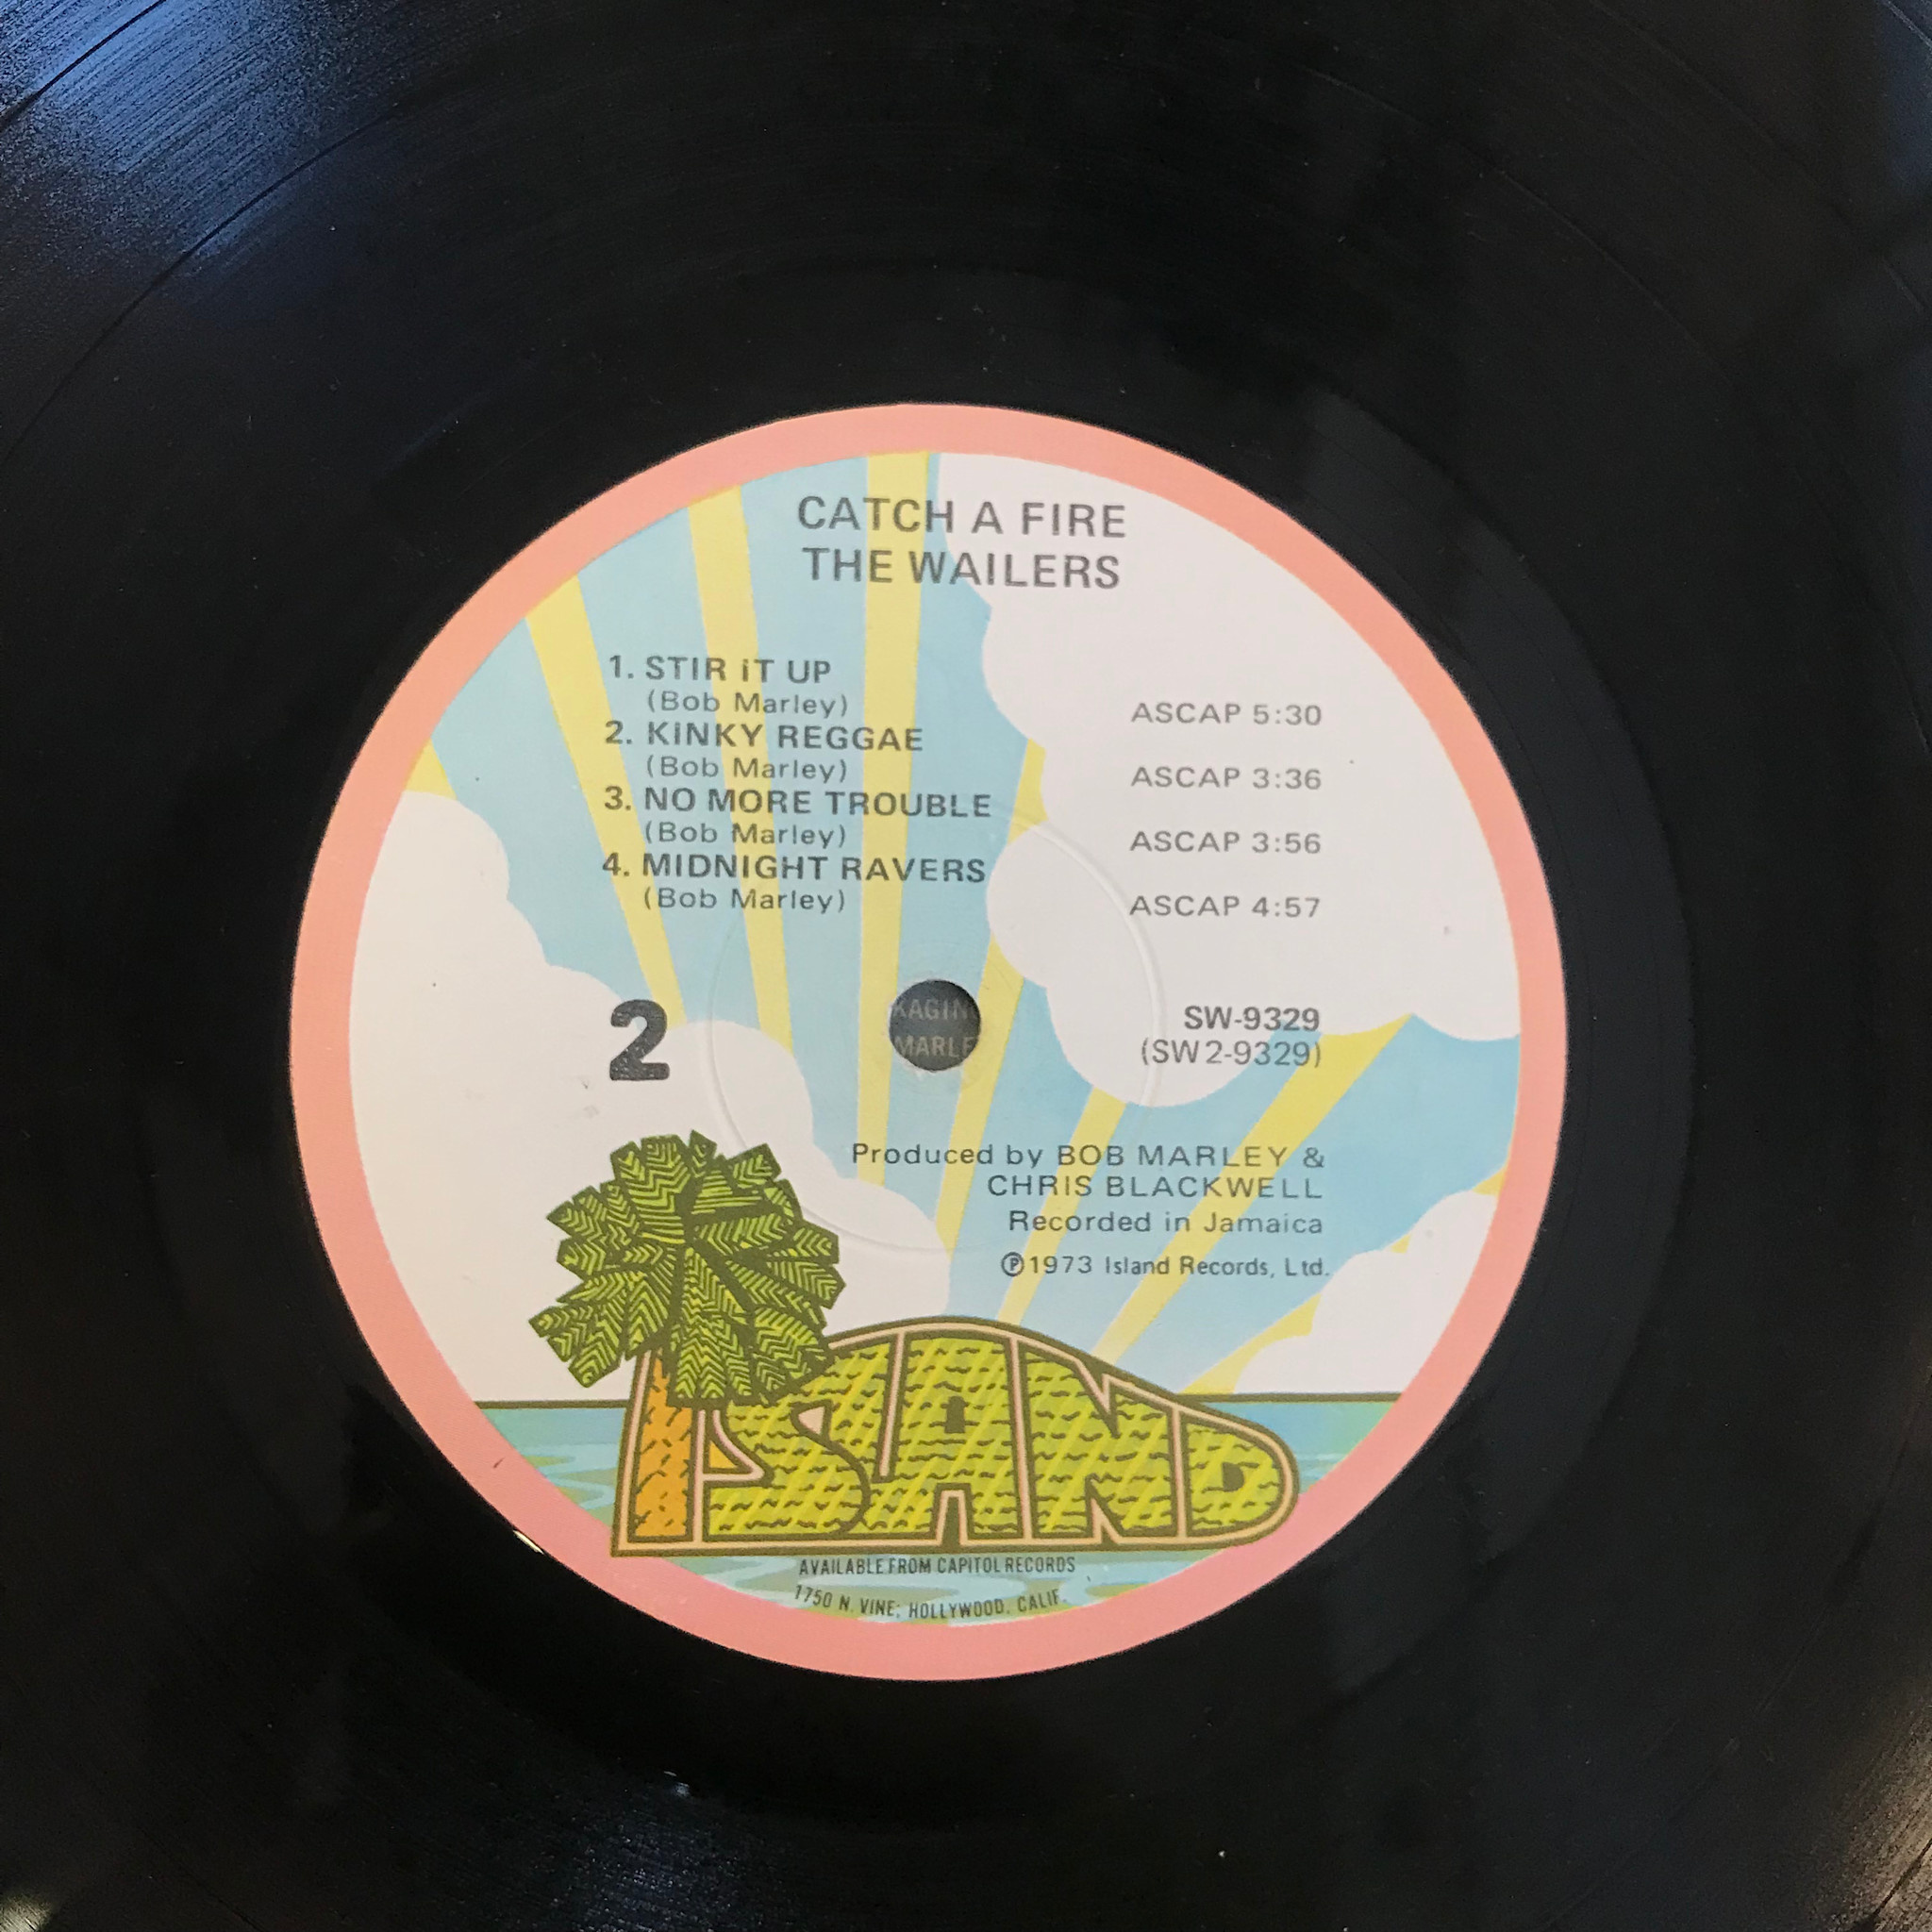 CATCH A FIRE
THE WAILERS
1. STIR iT UP
(Bob Marley)
ASCAP 5:30
2. KINKY REGGAE
(Bob Marley)
ASCAP 3:36
3. NO MORE TROUBLE
(Bob Marley)
ASCAP 3:56
4. MIDNIGHT RAVERS
(Bob Marley)
ASCAP 4:57
2
SW-9329
(SW2-9329)
Produced by BOB MARLEY &
CHRIS BLACKWELL
Recorded in Jamaica
Ⓟ1973 Island Records, Ltd.
ISLAND
AVAILABLE FROM CAPITOL RECORDS
1750 N. VINE; HOLLYWOOD, CALIF.